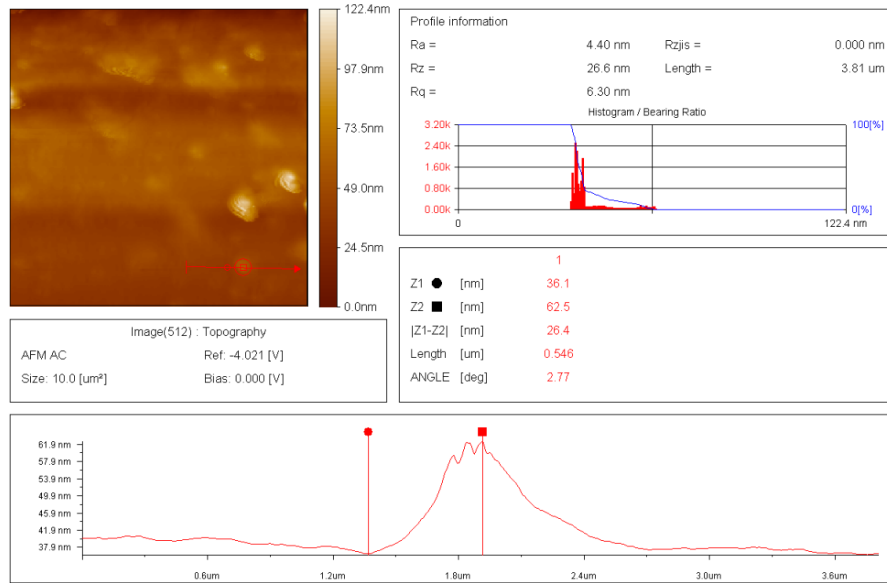 122.4nm
97.9nm
73.5nm
49.0nm
24.5nm
0.0nm
Image(512) : Topography
AFM AC Ref: -4.021 [V]
Size: 10.0 [um²] Bias: 0.000 [V]
Profile information
Ra = 4.40 nm Rzjis = 0.000 nm
Rz = 26.6 nm Length = 3.81 um
Rq = 6.30 nm
Histogram / Bearing Ratio
3.20k 100[%]
2.40k
1.60k
0.80k
0.00k 0[%]
0 122.4 nm
1
Z1 ● [nm] 36.1
Z2 ■ [nm] 62.5
|Z1-Z2| [nm] 26.4
Length [um] 0.546
ANGLE [deg] 2.77
61.9 nm
57.9 nm
53.9 nm
49.9 nm
45.9 nm
41.9 nm
37.9 nm
0.6um 1.2um 1.8um 2.4um 3.0um 3.6um